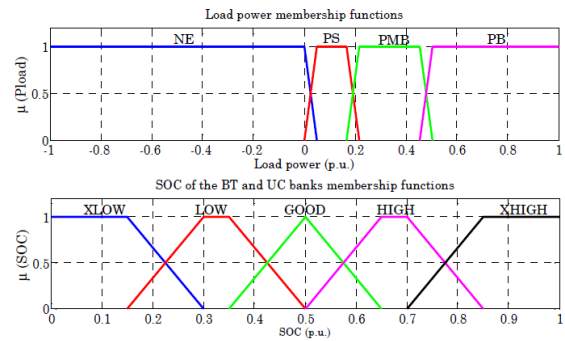 Load power membership functions
NE PS PMB PB
1
0.5
0
μ (Pload)
-1 -0.8 -0.6 -0.4 -0.2 0 0.2 0.4 0.6 0.8 1
Load power (p.u.)
SOC of the BT and UC banks membership functions
XLOW LOW GOOD HIGH XHIGH
1
0.5
0
μ (SOC)
0 0.1 0.2 0.3 0.4 0.5 0.6 0.7 0.8 0.9 1
SOC (p.u.)